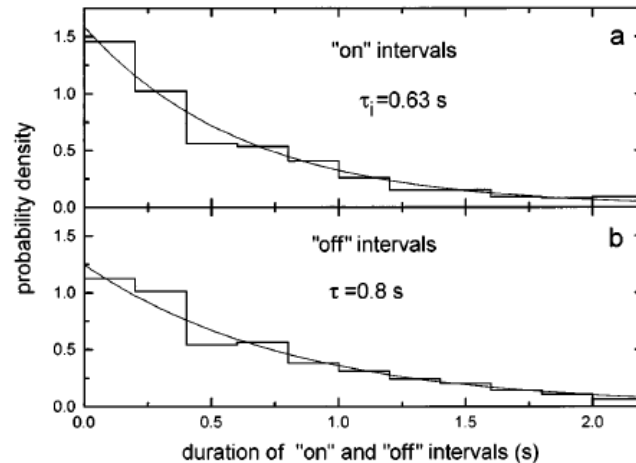 a
"on" intervals
τi=0.63 s
1.5
1.0
0.5
0.0
b
"off" intervals
τ =0.8 s
1.5
1.0
0.5
0.0
0.0 0.5 1.0 1.5 2.0
probability density
duration of "on" and "off" intervals (s)